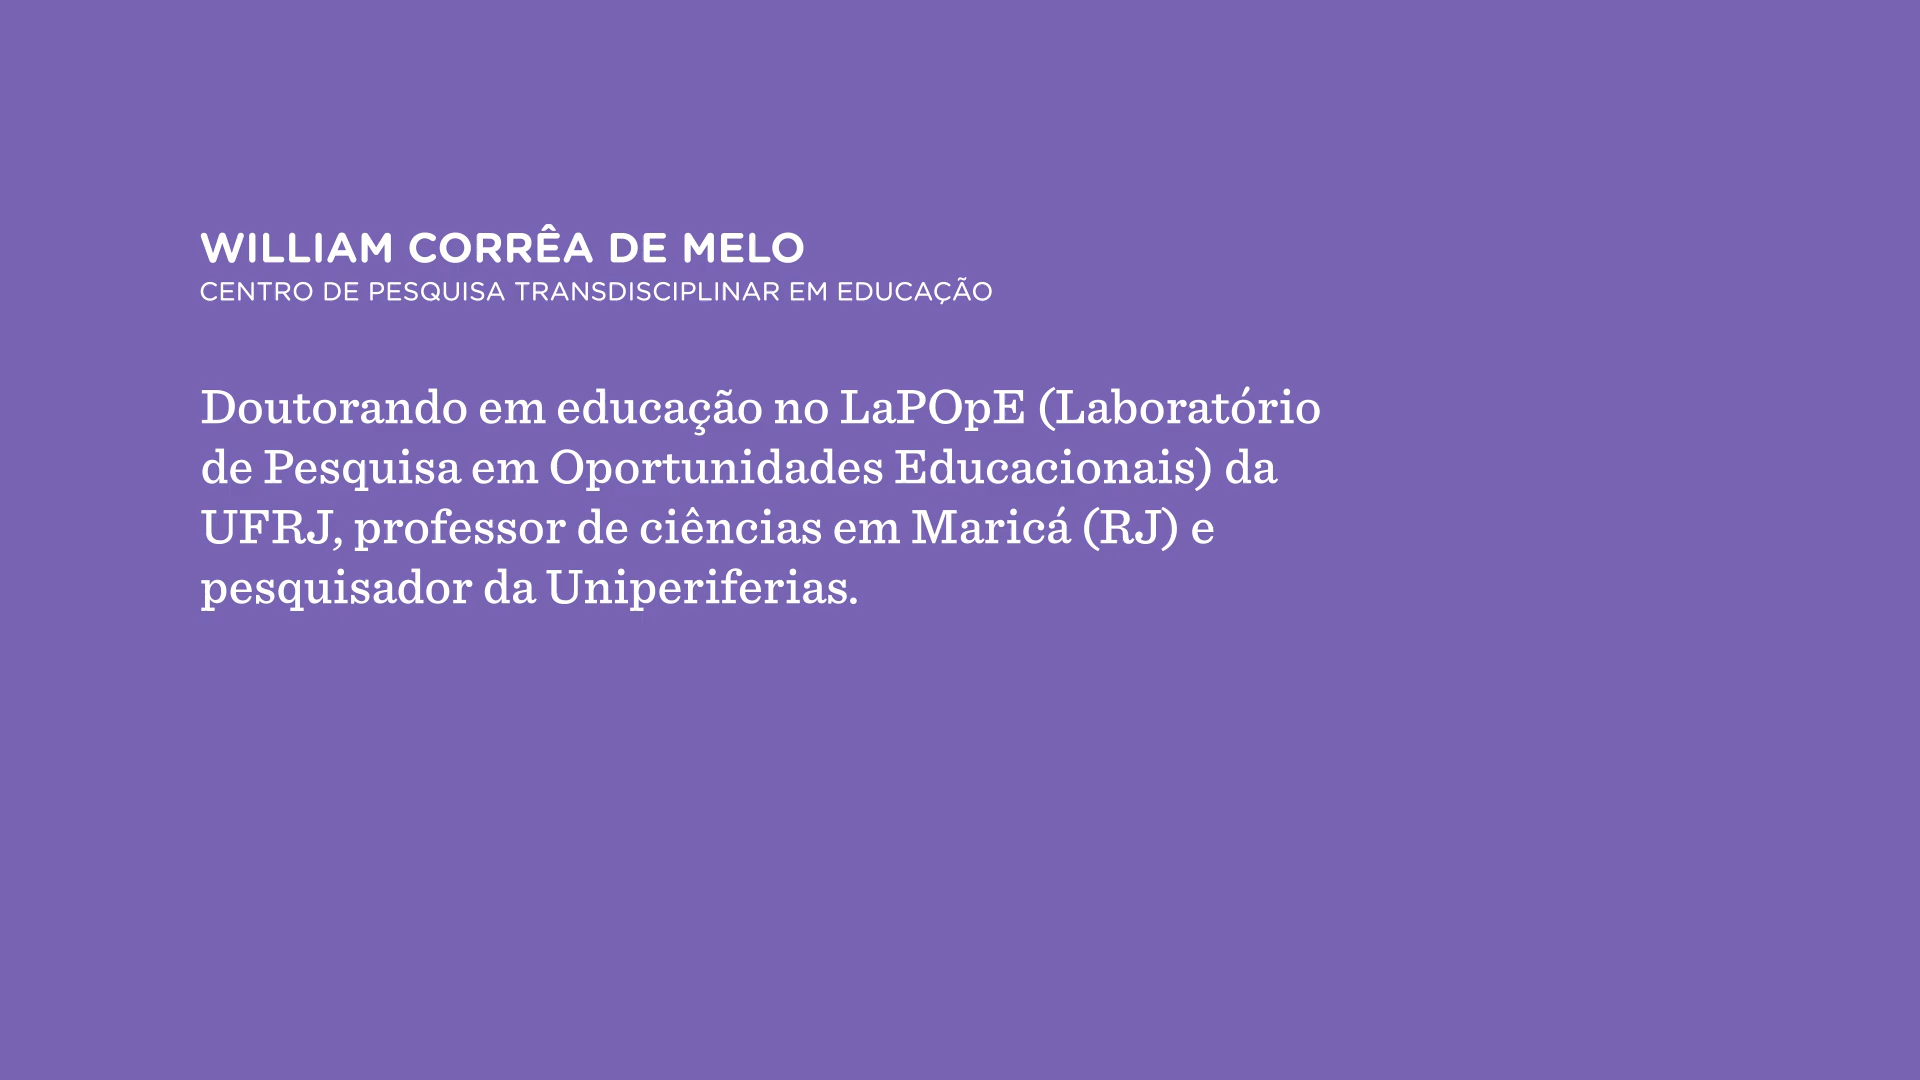 WILLIAM CORRÊA DE MELO
CENTRO DE PESQUISA TRANSDISCIPLINAR EM EDUCAÇÃO
Doutorando em educação no LaPOpE (Laboratório
de Pesquisa em Oportunidades Educacionais) da
UFRJ, professor de ciências em Maricá (RJ) e
pesquisador da Uniperiferias.